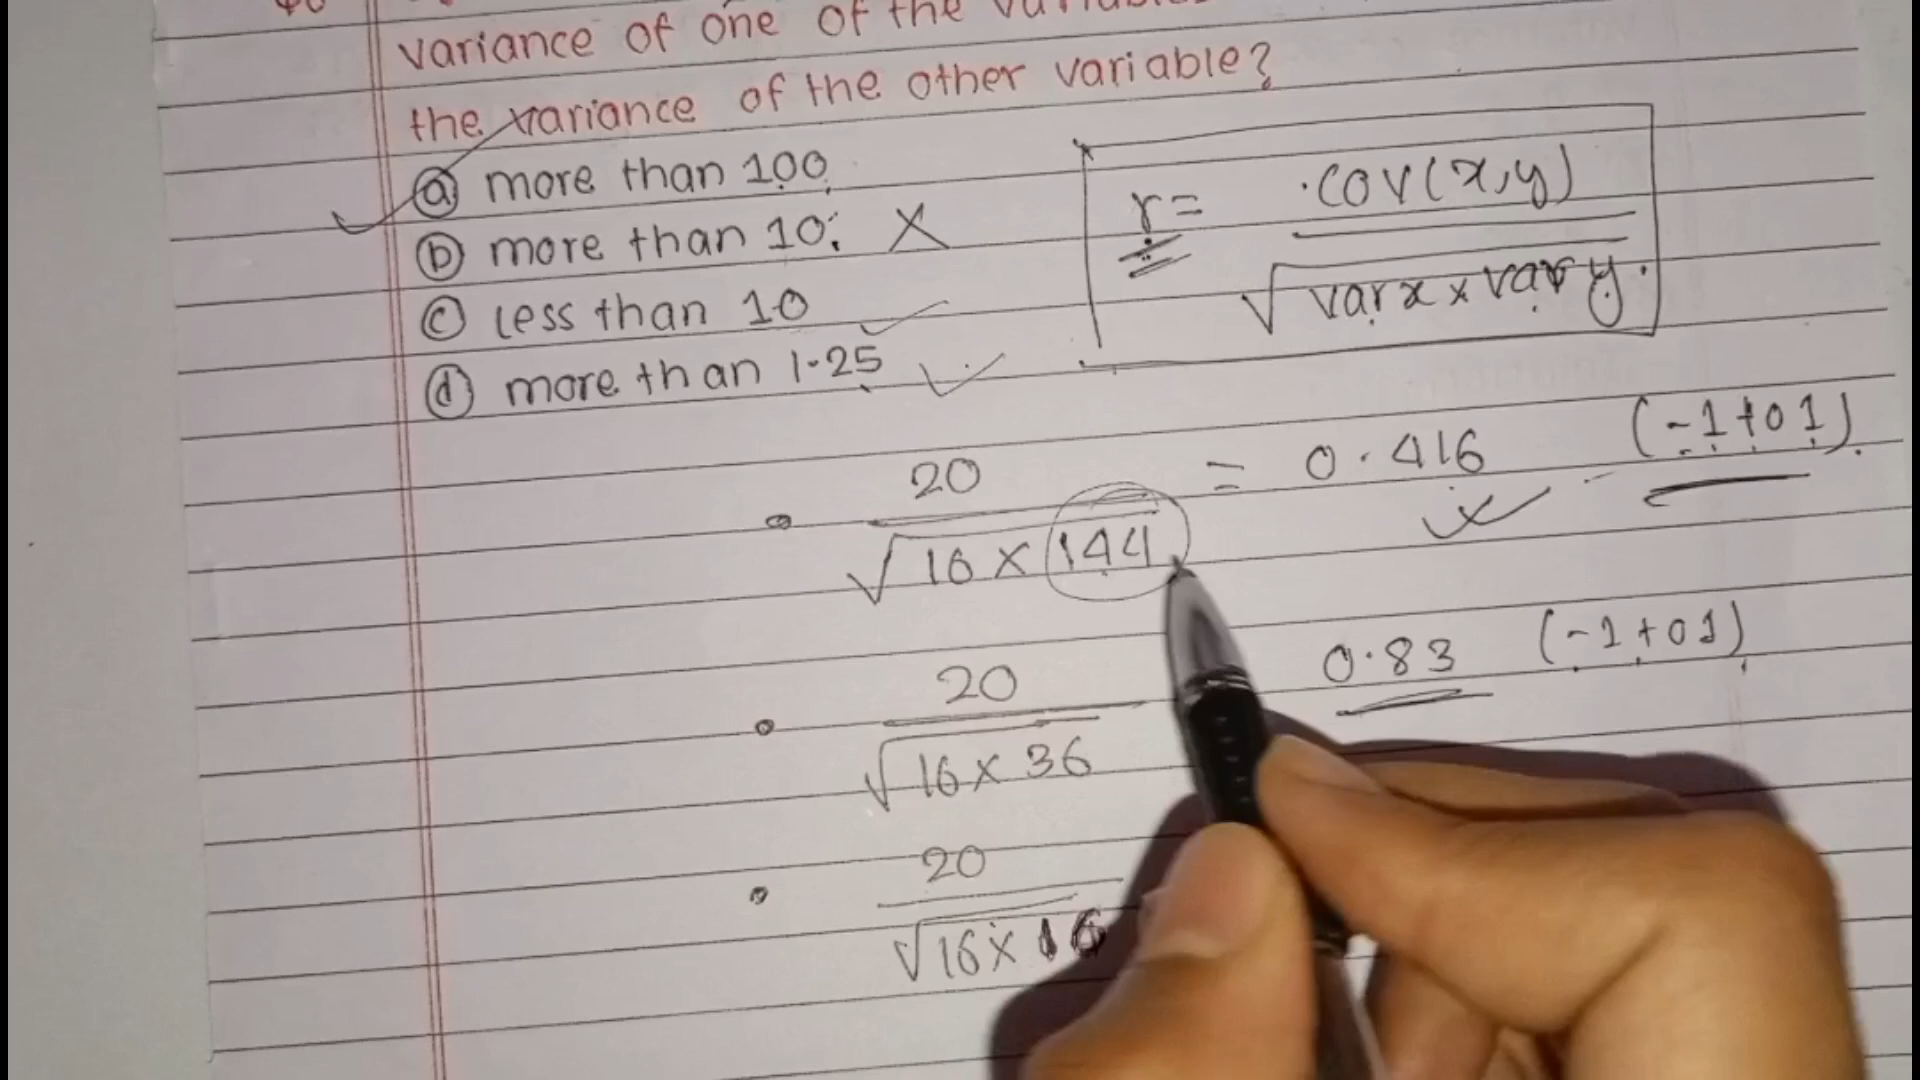 variance of one of the
the variance of the other variable?
ⓐ more than 100
ⓑ more than 10: X
ⓒ less than 10
ⓓ more than 1.25
r = cov(x,y)
√varx x var y
20 = 0.416 (-1 to 1)
√16 x 144
20 0.83 (-1 to 1)
√16 x 36
20
√16 x 16